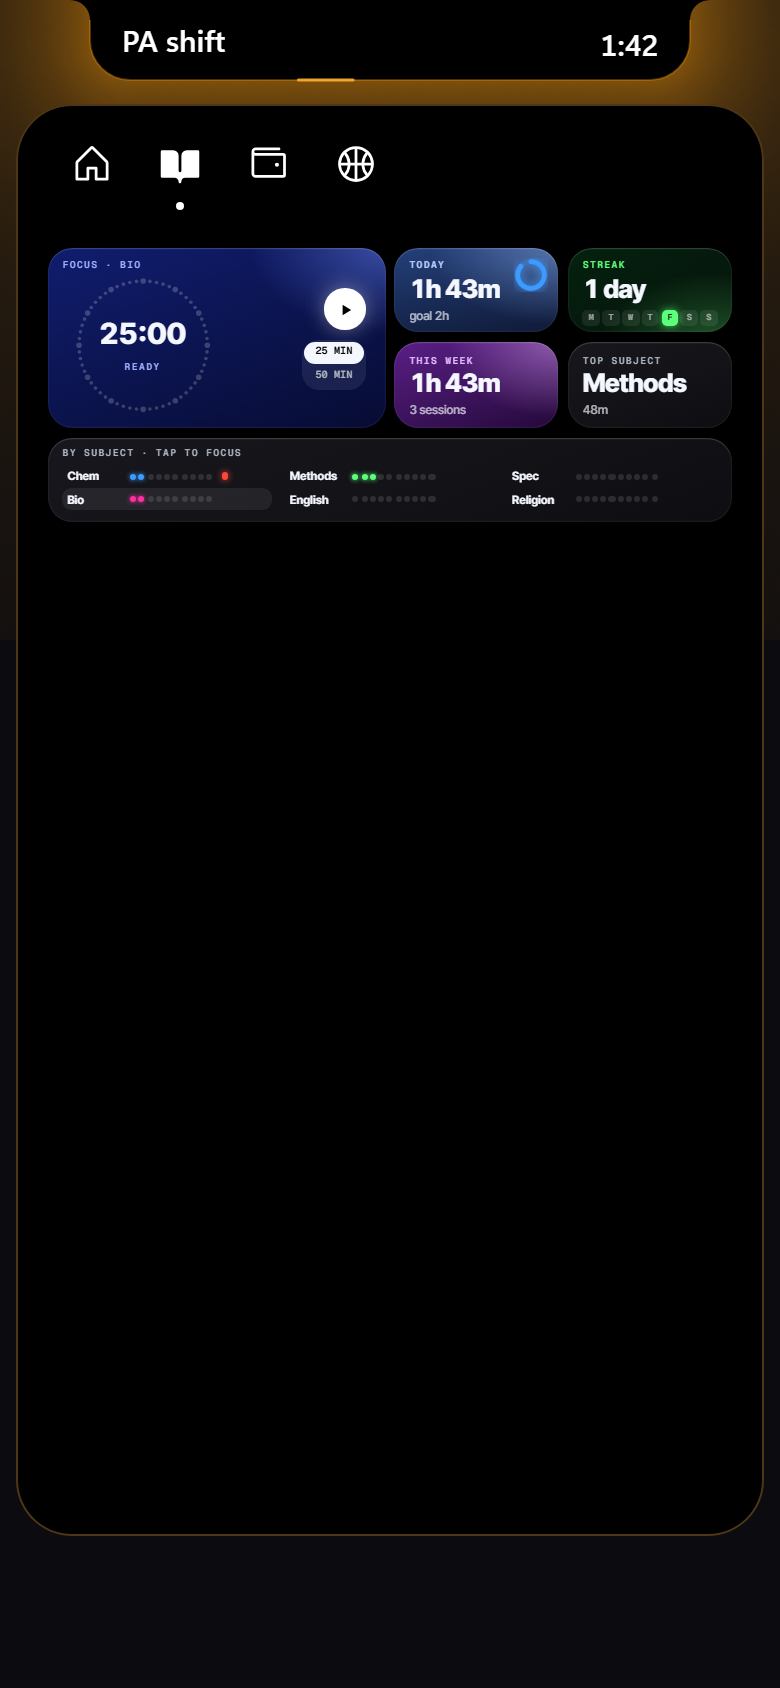 PA shift
1:42
FOCUS · BIO
25:00
READY
25 MIN
50 MIN
TODAY
1h 43m
goal 2h
STREAK
1 day
M T W T F S S
THIS WEEK
1h 43m
3 sessions
TOP SUBJECT
Methods
48m
BY SUBJECT · TAP TO FOCUS
Chem
Methods
Spec
Bio
English
Religion